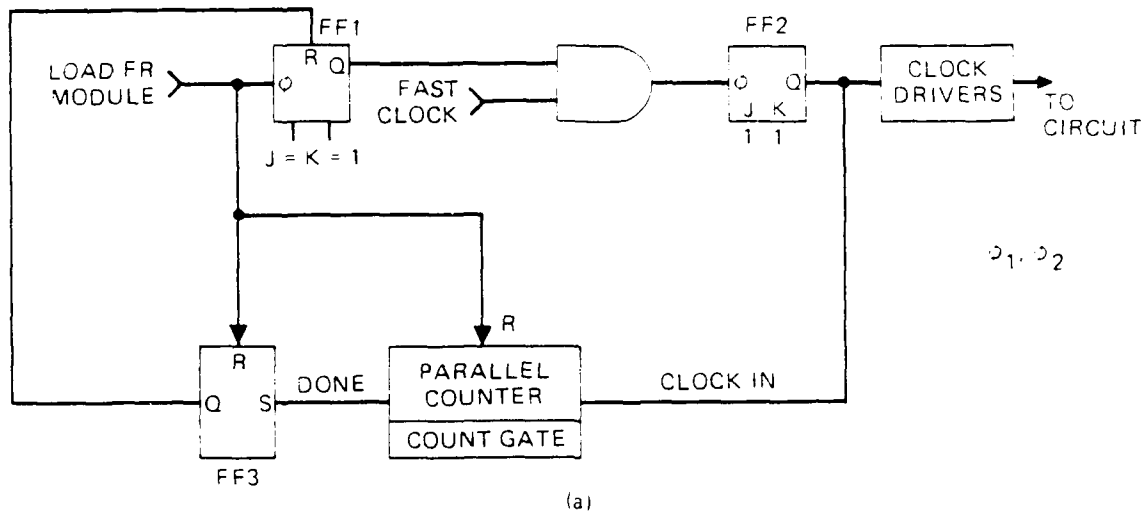 FF1
R
Q
LOAD FR
MODULE
J = K = 1
FAST
CLOCK
FF2
Q
J K
1 1
CLOCK
DRIVERS
TO
CIRCUIT
R
R
Q
S
DONE
PARALLEL
COUNTER
COUNT GATE
CLOCK IN
FF3
(a)